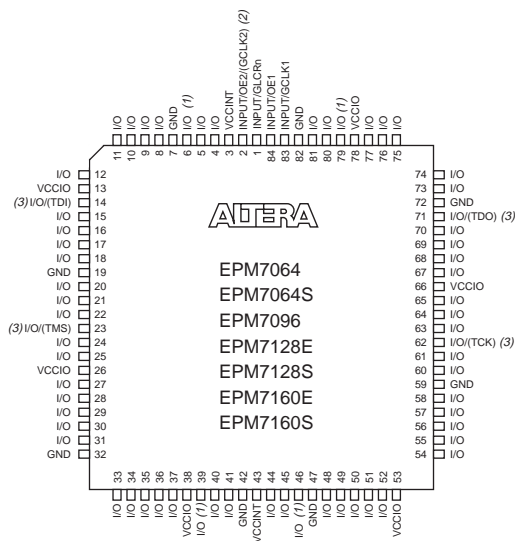 I/O
I/O
I/O
I/O
GND
I/O (1)
I/O
I/O
VCCINT
INPUT/OE2/(GCLK2) (2)
INPUT/GLCRn
INPUT/OE1
INPUT/GCLK1
GND
I/O
I/O
I/O (1)
VCCIO
I/O
I/O
I/O
11
10
9
8
7
6
5
4
3
2
1
84
83
82
81
80
79
78
77
76
75
I/O 12
VCCIO 13
(3) I/O/(TDI) 14
I/O 15
I/O 16
I/O 17
I/O 18
GND 19
I/O 20
I/O 21
I/O 22
(3) I/O/(TMS) 23
I/O 24
I/O 25
VCCIO 26
I/O 27
I/O 28
I/O 29
I/O 30
I/O 31
GND 32
ALTERA
EPM7064
EPM7064S
EPM7096
EPM7128E
EPM7128S
EPM7160E
EPM7160S
74 I/O
73 I/O
72 GND
71 I/O/(TDO) (3)
70 I/O
69 I/O
68 I/O
67 I/O
66 VCCIO
65 I/O
64 I/O
63 I/O
62 I/O/(TCK) (3)
61 I/O
60 I/O
59 GND
58 I/O
57 I/O
56 I/O
55 I/O
54 I/O
33
34
35
36
37
38
39
40
41
42
43
44
45
46
47
48
49
50
51
52
53
I/O
I/O
I/O
I/O
I/O
VCCIO
I/O (1)
I/O
I/O
GND
VCCINT
I/O
I/O
I/O (1)
GND
I/O
I/O
I/O
I/O
I/O
VCCIO